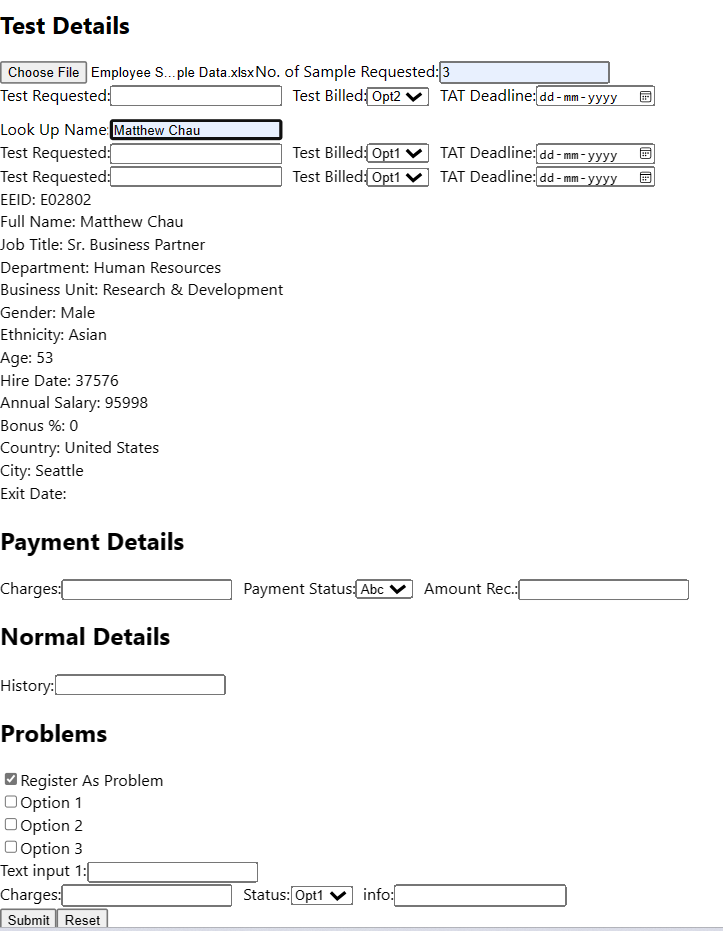 Test Details
Choose File Employee S...ple Data.xlsx No. of Sample Requested: 3
Test Requested: Test Billed: Opt2 TAT Deadline: dd-mm-yyyy
Look Up Name: Matthew Chau
Test Requested: Test Billed: Opt1 TAT Deadline: dd-mm-yyyy
Test Requested: Test Billed: Opt1 TAT Deadline: dd-mm-yyyy
EEID: E02802
Full Name: Matthew Chau
Job Title: Sr. Business Partner
Department: Human Resources
Business Unit: Research & Development
Gender: Male
Ethnicity: Asian
Age: 53
Hire Date: 37576
Annual Salary: 95998
Bonus %: 0
Country: United States
City: Seattle
Exit Date:
Payment Details
Charges: Payment Status: Abc Amount Rec.:
Normal Details
History:
Problems
Register As Problem
Option 1
Option 2
Option 3
Text input 1:
Charges: Status: Opt1 info:
Submit Reset